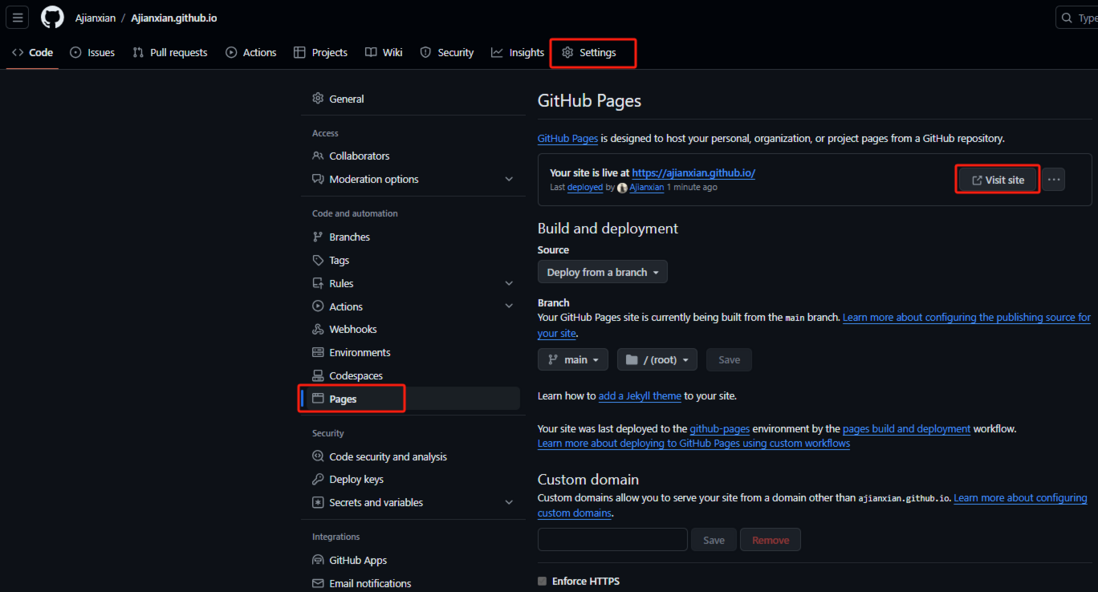 Ajianxian / Ajianxian.github.io
Type
Code Issues Pull requests Actions Projects Wiki Security Insights Settings
General
Access
Collaborators
Moderation options
Code and automation
Branches
Tags
Rules
Actions
Webhooks
Environments
Codespaces
Pages
Security
Code security and analysis
Deploy keys
Secrets and variables
Integrations
GitHub Apps
Email notifications
GitHub Pages
GitHub Pages is designed to host your personal, organization, or project pages from a GitHub repository.
Your site is live at https://ajianxian.github.io/
Last deployed by Ajianxian 1 minute ago
Visit site
Build and deployment
Source
Deploy from a branch
Branch
Your GitHub Pages site is currently being built from the main branch. Learn more about configuring the publishing source for
your site.
main / (root) Save
Learn how to add a Jekyll theme to your site.
Your site was last deployed to the github-pages environment by the pages build and deployment workflow.
Learn more about deploying to GitHub Pages using custom workflows
Custom domain
Custom domains allow you to serve your site from a domain other than ajianxian.github.io. Learn more about configuring
custom domains.
Save Remove
Enforce HTTPS